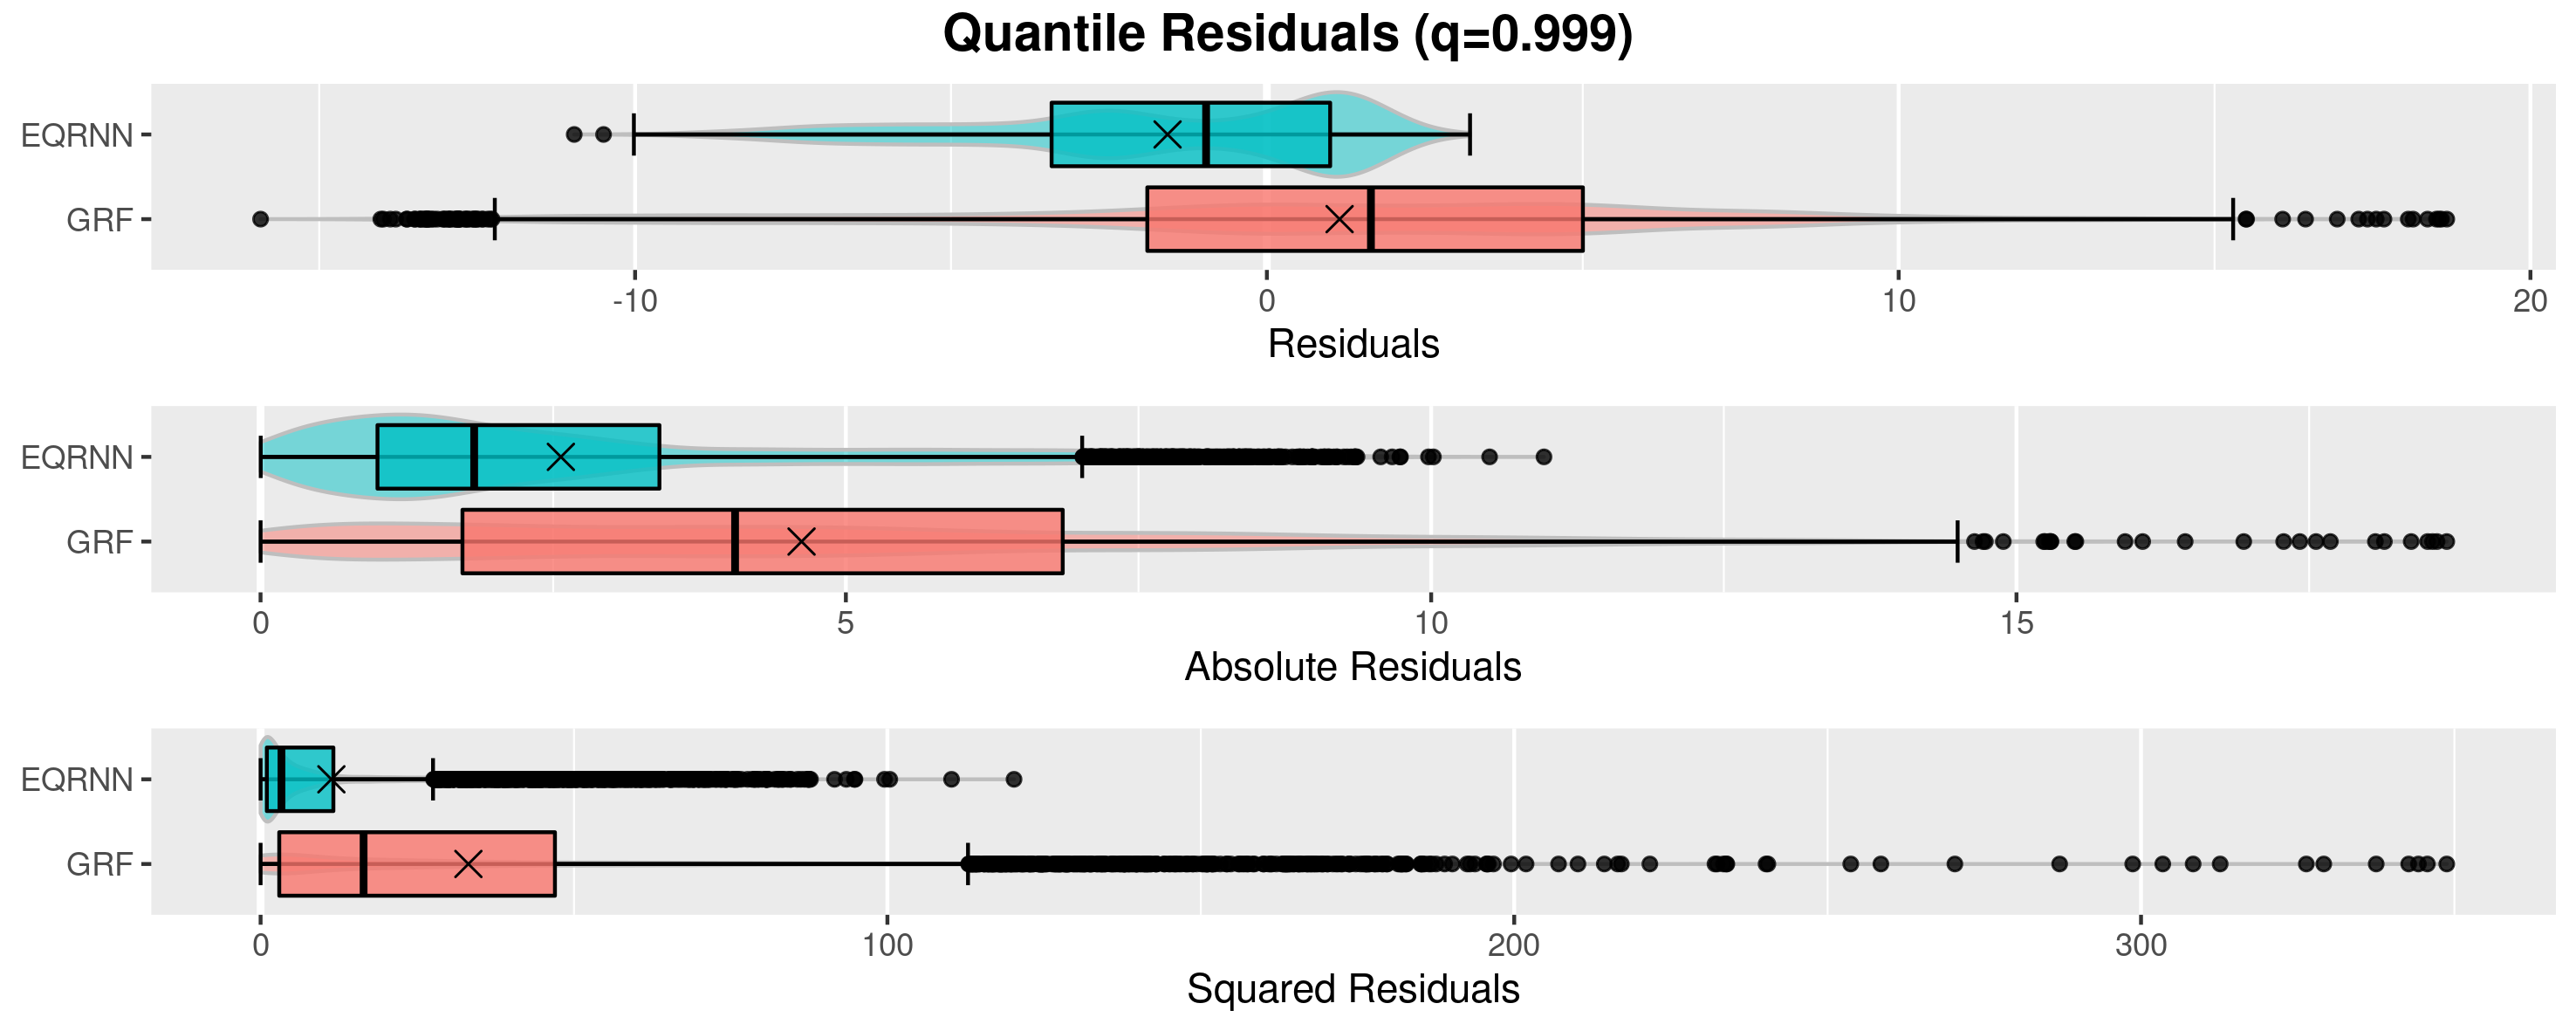 Quantile Residuals (q=0.999)
EQRNN
GRF
-10 0 10 20
Residuals
EQRNN
GRF
0 5 10 15
Absolute Residuals
EQRNN
GRF
0 100 200 300
Squared Residuals